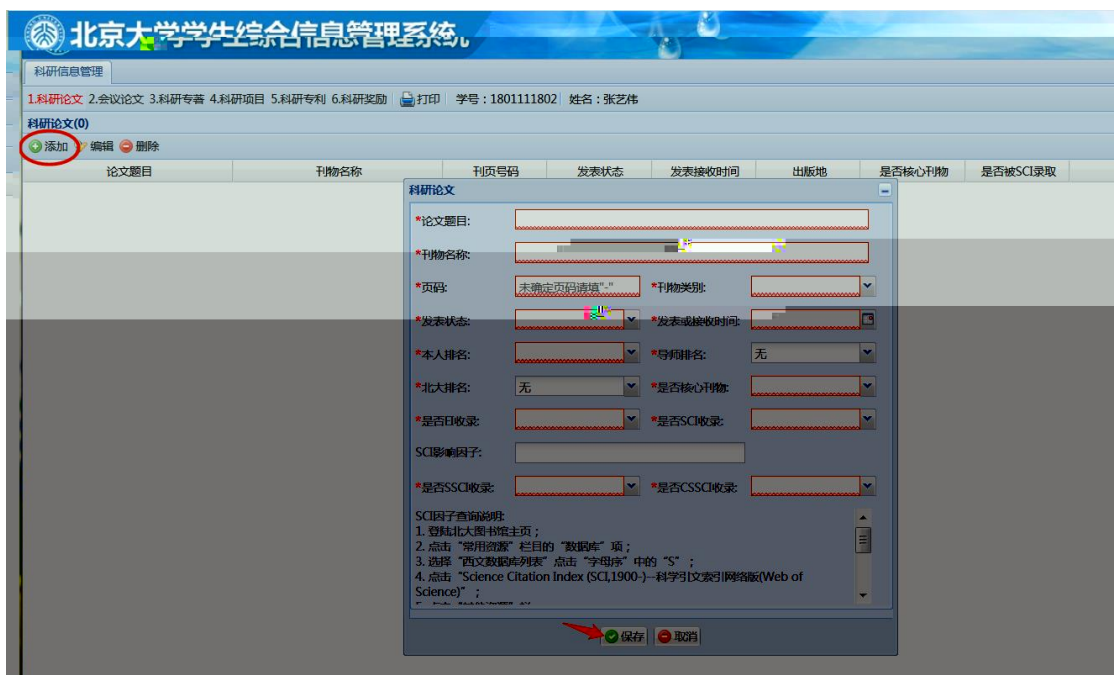 北京大学学生综合信息管理系统
科研信息管理
1.科研论文 2.会议论文 3.科研专著 4.科研项目 5.科研专利 6.科研奖励 打印 学号：1801111802 姓名：张艺伟
科研论文(0)
添加 编辑 删除
论文题目 刊物名称 刊页号码 发表状态 发表接收时间 出版地 是否核心刊物 是否被SCI录取
科研论文
*论文题目:
*刊物名称:
*页码: 未确定页码请填"-" *刊物类别:
*发表状态: *发表或接收时间:
*本人排名: *导师排名: 无
*北大排名: 无 *是否核心刊物:
*是否EI收录: *是否SCI收录:
SCI影响因子:
*是否SSCI收录: *是否CSSCI收录:
SCI因子查询说明:
1. 登陆北大图书馆主页；
2. 点击“常用资源”栏目的“数据库”项；
3. 选择“西文数据库列表”点击“字母序”中的“S”；
4. 点击“Science Citation Index (SCI,1900-)--科学引文索引网络版(Web of
Science)”；
保存 取消